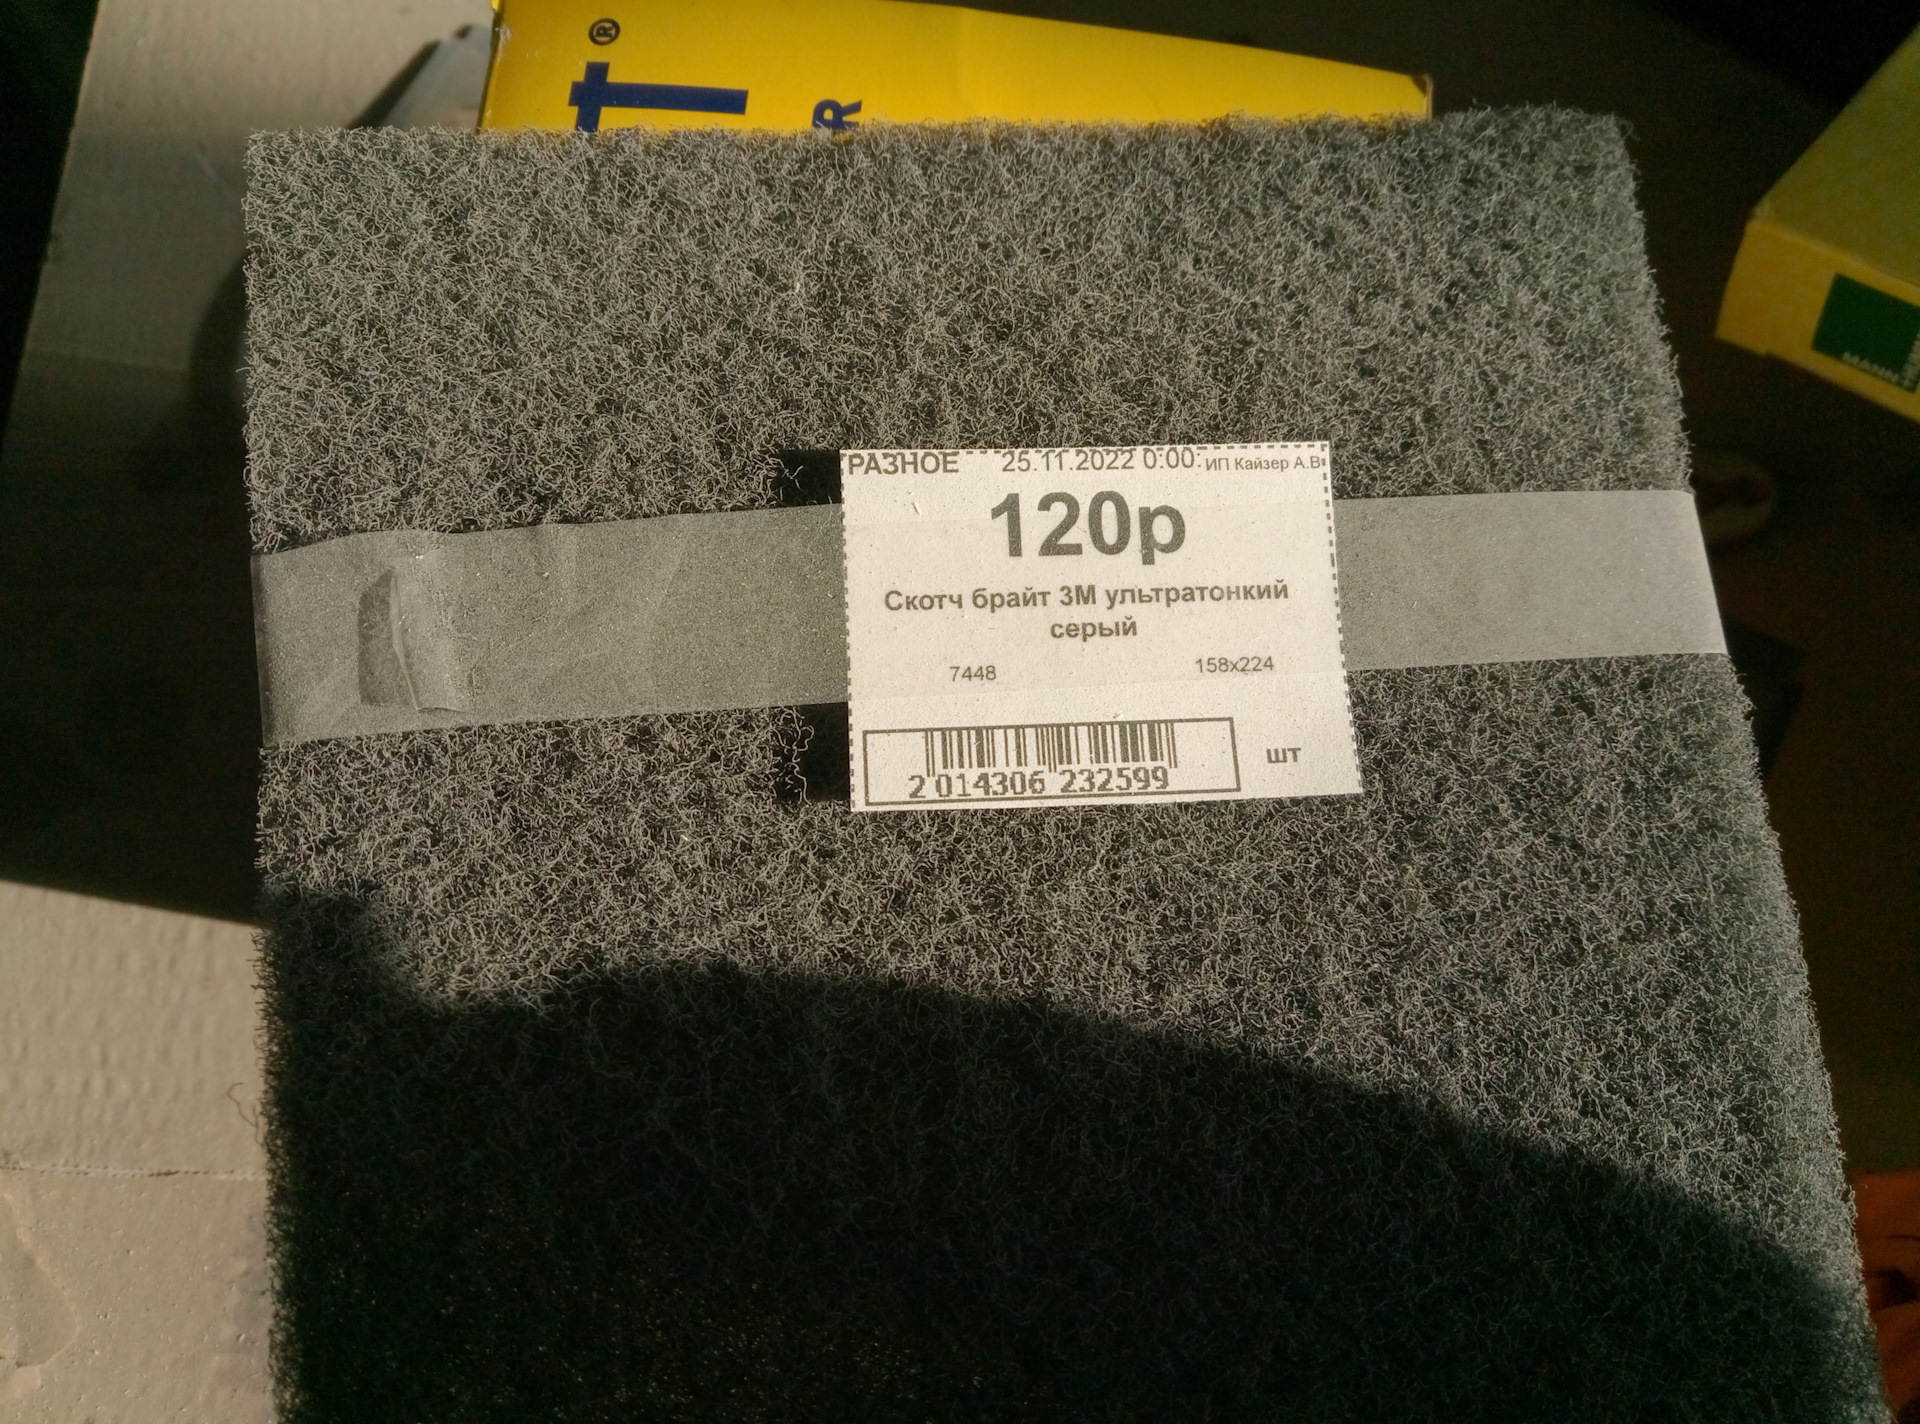 T®
R
РАЗНОЕ 25.11.2022 0:00 ИП Кайзер А.В
120р
Скотч брайт 3М ультратонкий
серый
7448 158x224
2 014306 232599
шт
MANN